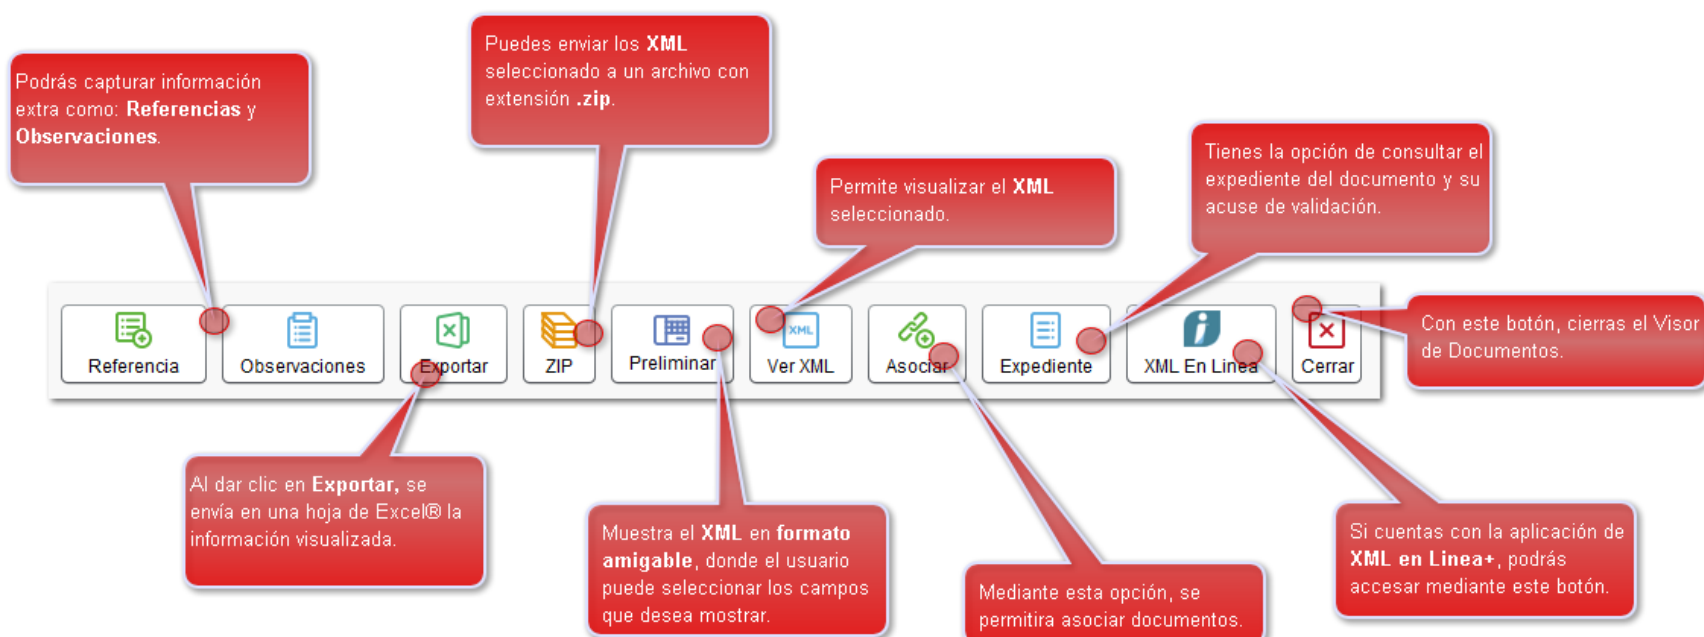 Puedes enviar los XML
seleccionado a un archivo con
extensión .zip.
Podrás capturar información
extra como: Referencias y
Observaciones.
Permite visualizar el XML
seleccionado.
Tienes la opción de consultar el
expediente del documento y su
acuse de validación.
Con este botón, cierras el Visor
de Documentos.
Referencia
Observaciones
Exportar
ZIP
Preliminar
XML
Ver XML
Asociar
Expediente
XML En Linea
Cerrar
Al dar clic en Exportar, se
envía en una hoja de Excel® la
información visualizada.
Muestra el XML en formato
amigable, donde el usuario
puede seleccionar los campos
que desea mostrar.
Mediante esta opción, se
permitira asociar documentos.
Si cuentas con la aplicación de
XML en Linea+, podrás
accesar mediante este botón.